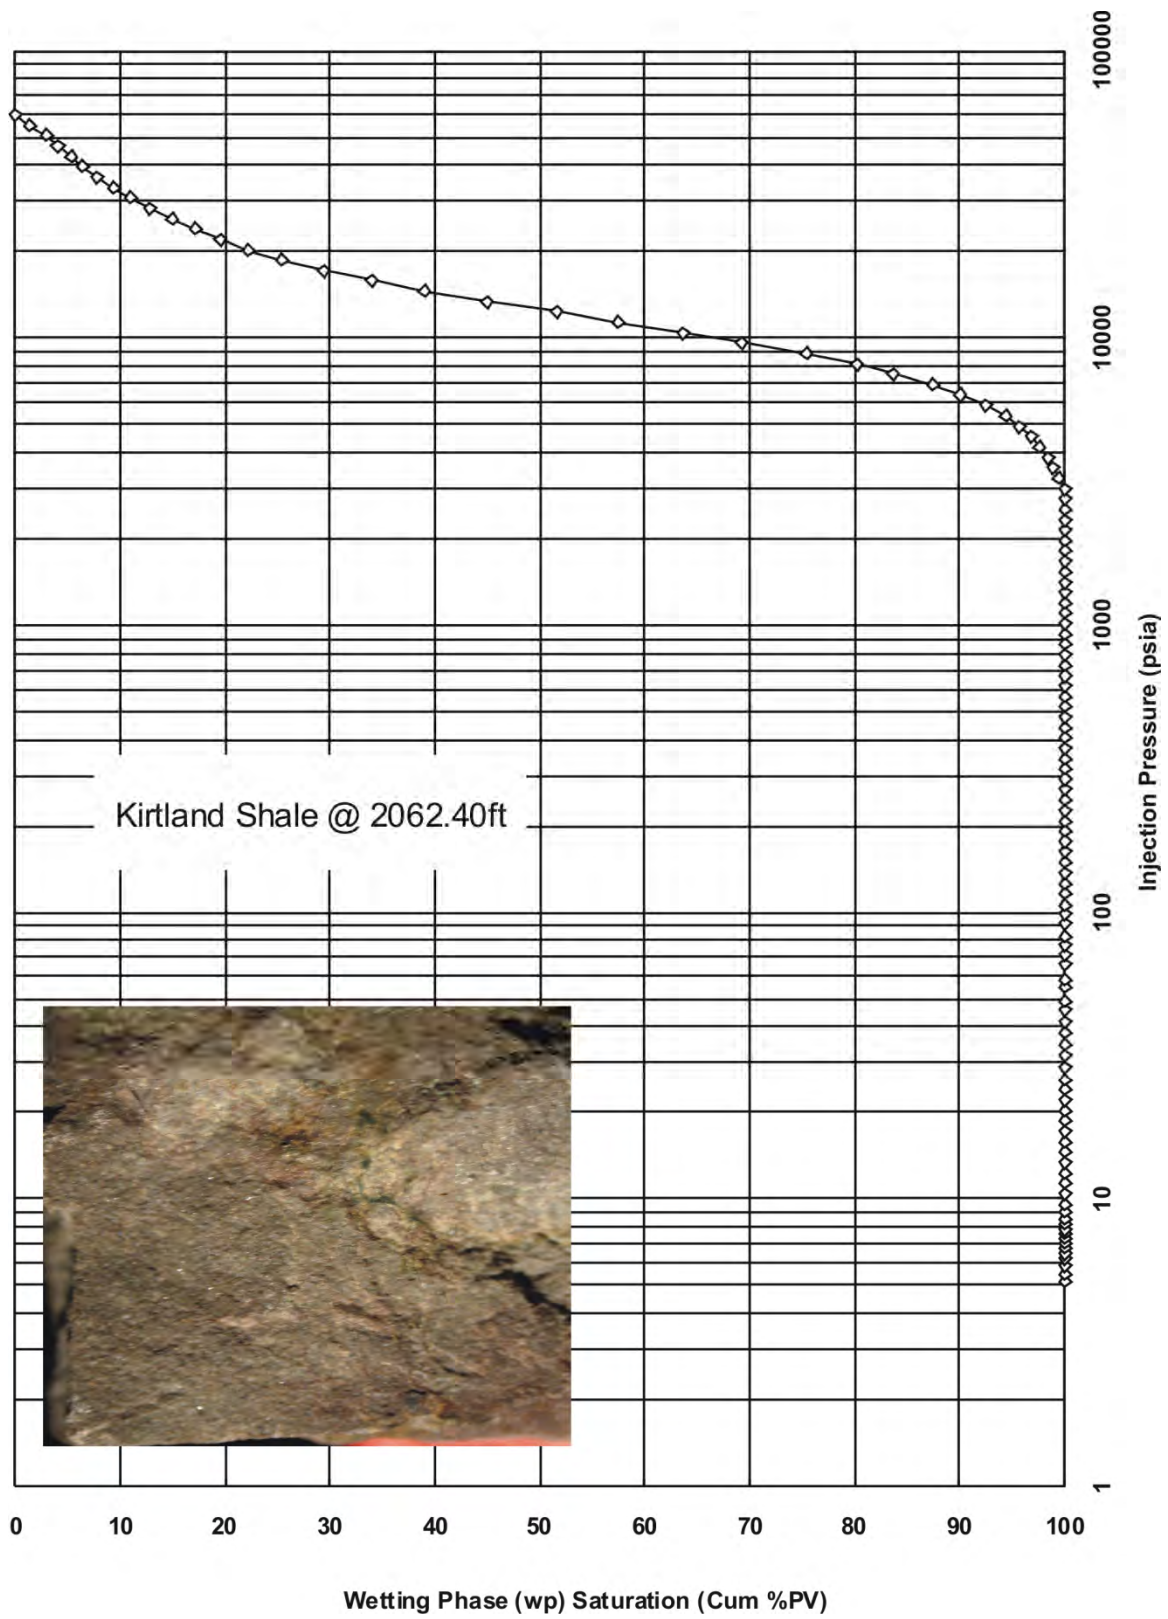 100000
10000
1000
100
10
1
Injection Pressure (psia)
Kirtland Shale @ 2062.40ft
0 10 20 30 40 50 60 70 80 90 100
Wetting Phase (wp) Saturation (Cum %PV)